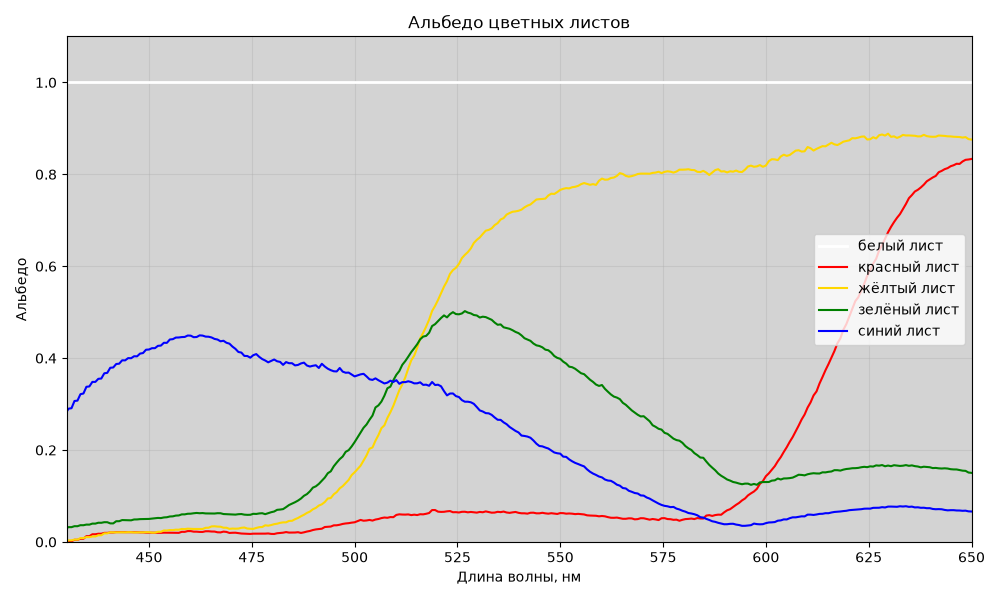 Альбедо цветных листов
Альбедо
1.0
0.8
0.6
0.4
0.2
0.0
белый лист
красный лист
жёлтый лист
зелёный лист
синий лист
450
475
500
525
550
575
600
625
650
Длина волны, нм